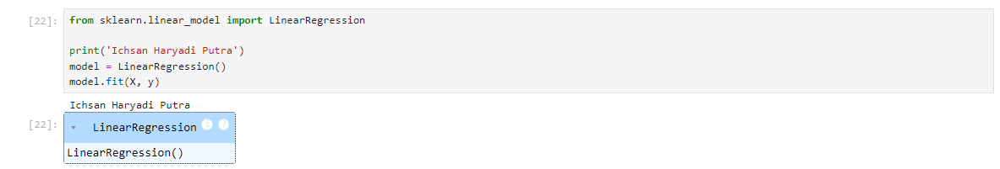 [22]: from sklearn.linear_model import LinearRegression
print('Ichsan Haryadi Putra')
model = LinearRegression()
model.fit(X, y)
Ichsan Haryadi Putra
[22]: ▾ LinearRegression i ?
LinearRegression()